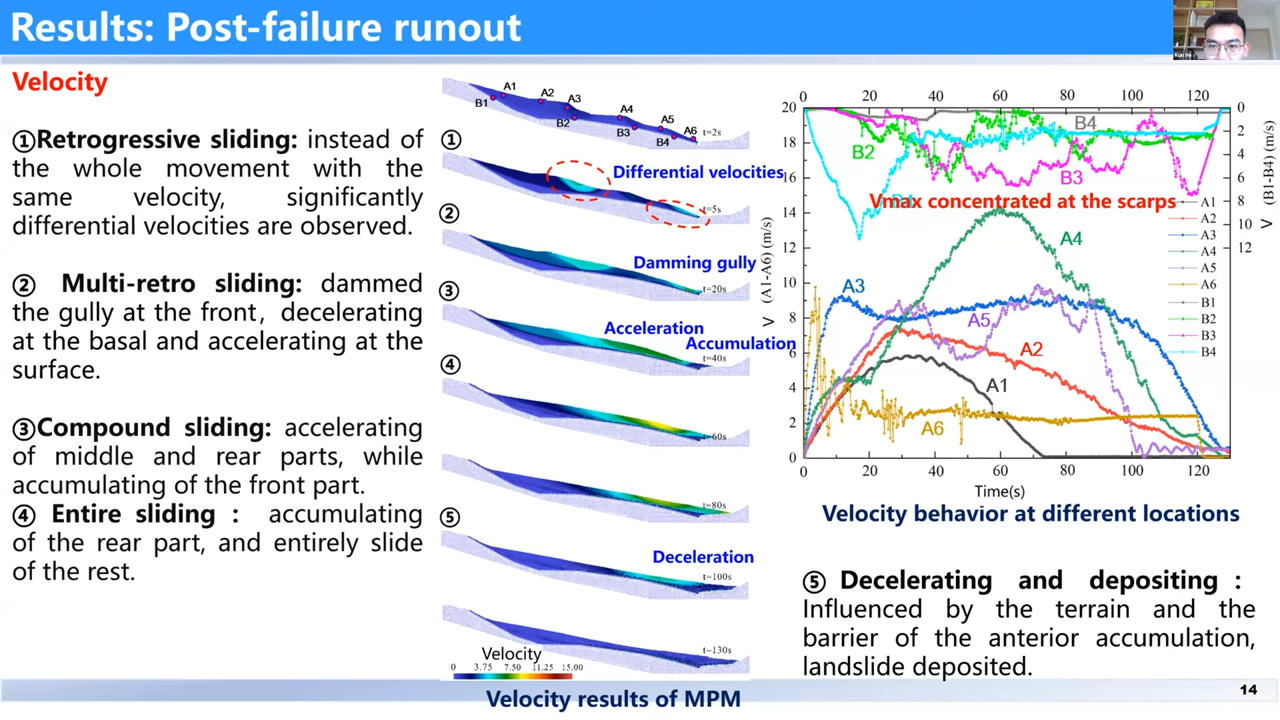 Results: Post-failure runout
Velocity
①Retrogressive sliding: instead of
the whole movement with the
same velocity, significantly
differential velocities are observed.
② Multi-retro sliding: dammed
the gully at the front, decelerating
at the basal and accelerating at the
surface.
③Compound sliding: accelerating
of middle and rear parts, while
accumulating of the front part.
④ Entire sliding : accumulating
of the rear part, and entirely slide
of the rest.
A1
B1
A2
A3
B2
A4
B3
A5
B4
A6
t=2s
①
Differential velocities
t=5s
②
Damming gully
t=20s
③
Acceleration
Accumulation
t=40s
④
t=60s
t=80s
⑤
Deceleration
t=100s
t=130s
Velocity
0 3.75 7.50 11.25 15.00
Velocity results of MPM
0 20 40 60 80 100 120
20
18
16
14
12
10
8
6
4
2
0
V (A1-A6) (m/s)
0
2
4
6
8
10
12
V (B1-B4) (m/s)
B4
B2
B3
Vmax concentrated at the scarps
A4
A3
A5
A2
A1
A6
A1
A2
A3
A4
A5
A6
B1
B2
B3
B4
0 20 40 60 80 100 120
Time(s)
Velocity behavior at different locations
⑤ Decelerating and depositing :
Influenced by the terrain and the
barrier of the anterior accumulation,
landslide deposited.
14